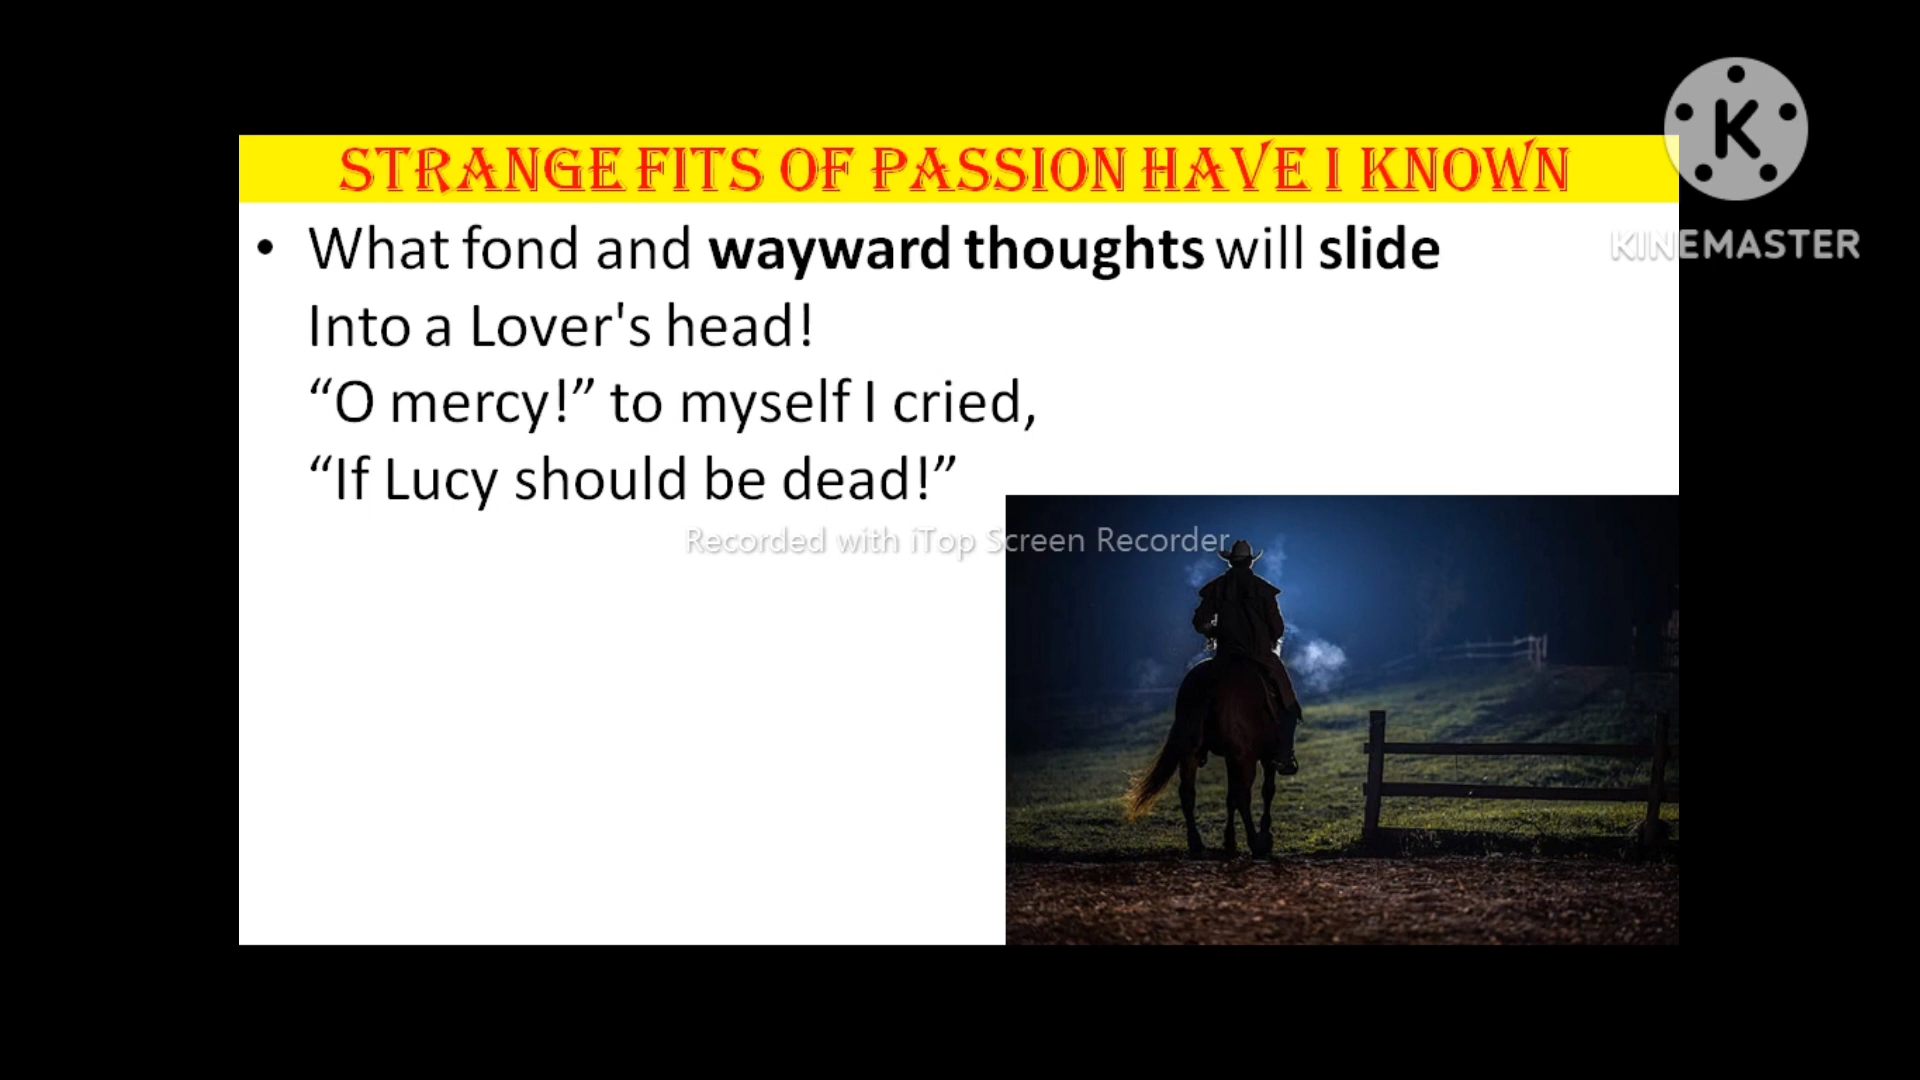 STRANGE FITS OF PASSION HAVE I KNOWN
• What fond and wayward thoughts will slide
Into a Lover's head!
“O mercy!” to myself I cried,
“If Lucy should be dead!”
Recorded with iTop Screen Recorder
K
KINEMASTER